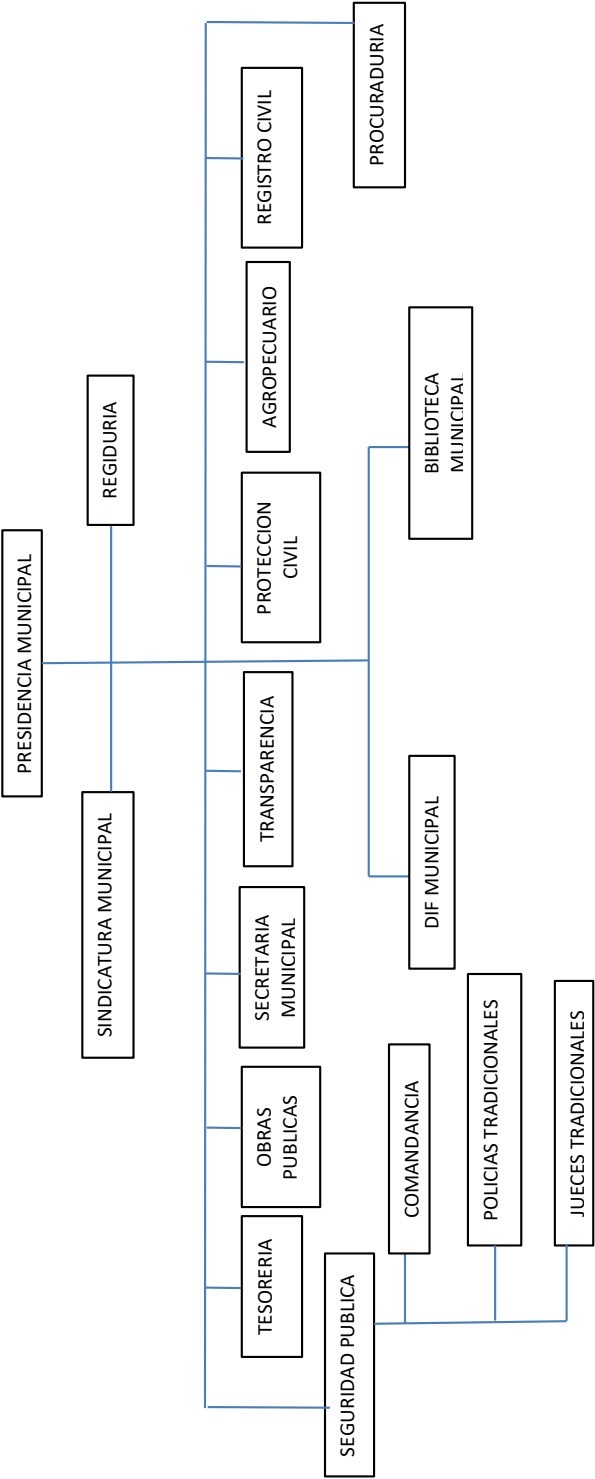 PRESIDENCIA MUNICIPAL
SINDICATURA MUNICIPAL
REGIDURIA
TESORERIA
OBRAS
PUBLICAS
SECRETARIA
MUNICIPAL
TRANSPARENCIA
PROTECCION
CIVIL
AGROPECUARIO
REGISTRO CIVIL
SEGURIDAD PUBLICA
PROCURADURIA
COMANDANCIA
POLICIAS TRADICIONALES
JUECES TRADICIONALES
DIF MUNICIPAL
BIBLIOTECA
MUNICIPAL